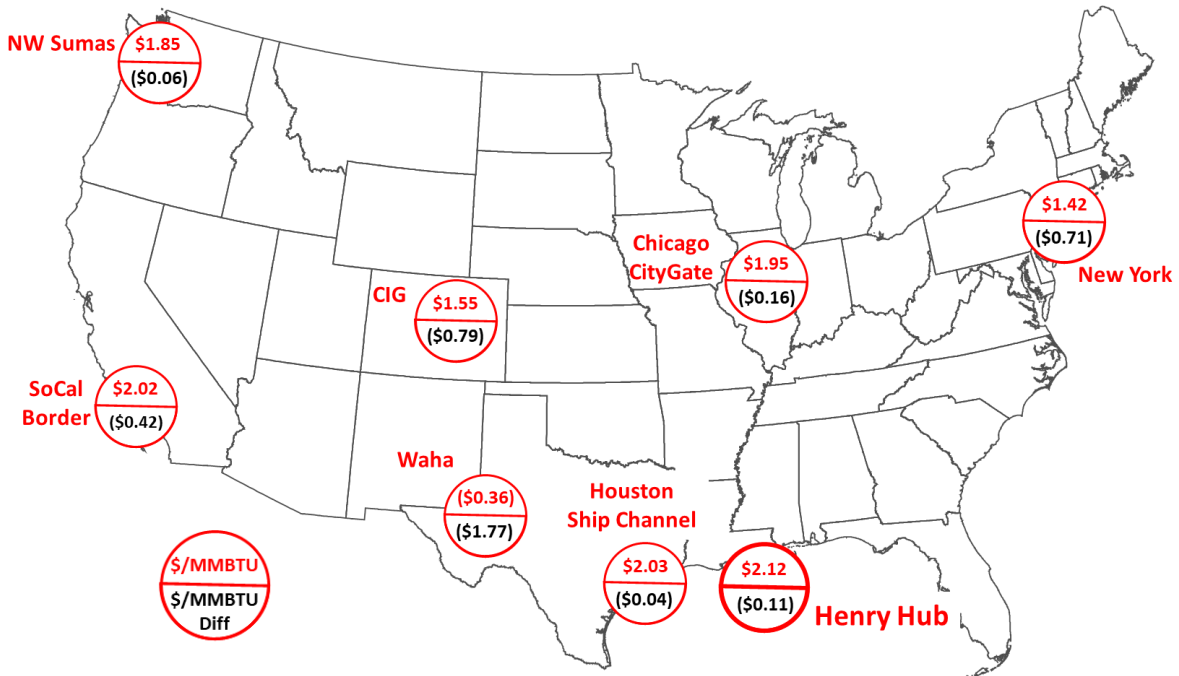 NW Sumas
$1.85
($0.06)
$1.42
($0.71)
New York
Chicago
CityGate
$1.95
($0.16)
CIG
$1.55
($0.79)
SoCal
Border
$2.02
($0.42)
Waha
($0.36)
($1.77)
Houston
Ship Channel
$2.03
($0.04)
$2.12
($0.11)
Henry Hub
$/MMBTU
$/MMBTU
Diff